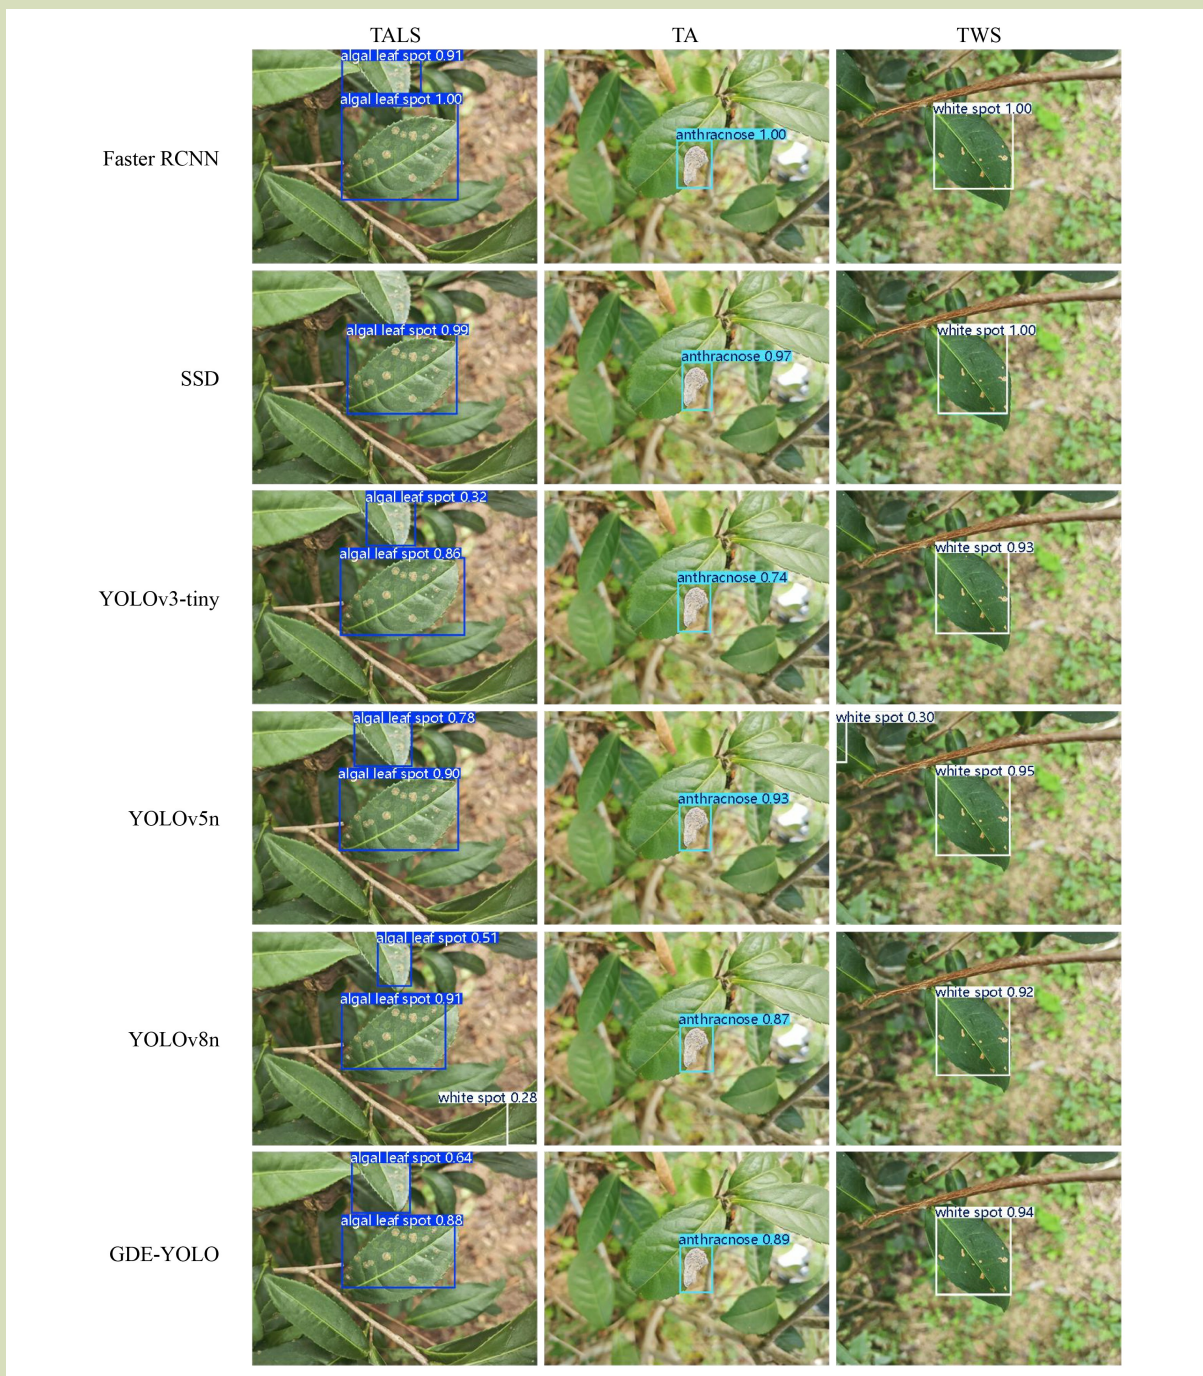 TALS TA TWS
algal leaf spot 0.91
algal leaf spot 1.00
anthracnose 1.00
white spot 1.00
Faster RCNN
algal leaf spot 0.99
anthracnose 0.97
white spot 1.00
SSD
algal leaf spot 0.32
algal leaf spot 0.86
anthracnose 0.74
white spot 0.93
YOLOv3-tiny
algal leaf spot 0.78
algal leaf spot 0.90
anthracnose 0.93
white spot 0.30
white spot 0.95
YOLOv5n
algal leaf spot 0.51
algal leaf spot 0.91
white spot 0.28
anthracnose 0.87
white spot 0.92
YOLOv8n
algal leaf spot 0.64
algal leaf spot 0.88
anthracnose 0.89
white spot 0.94
GDE-YOLO